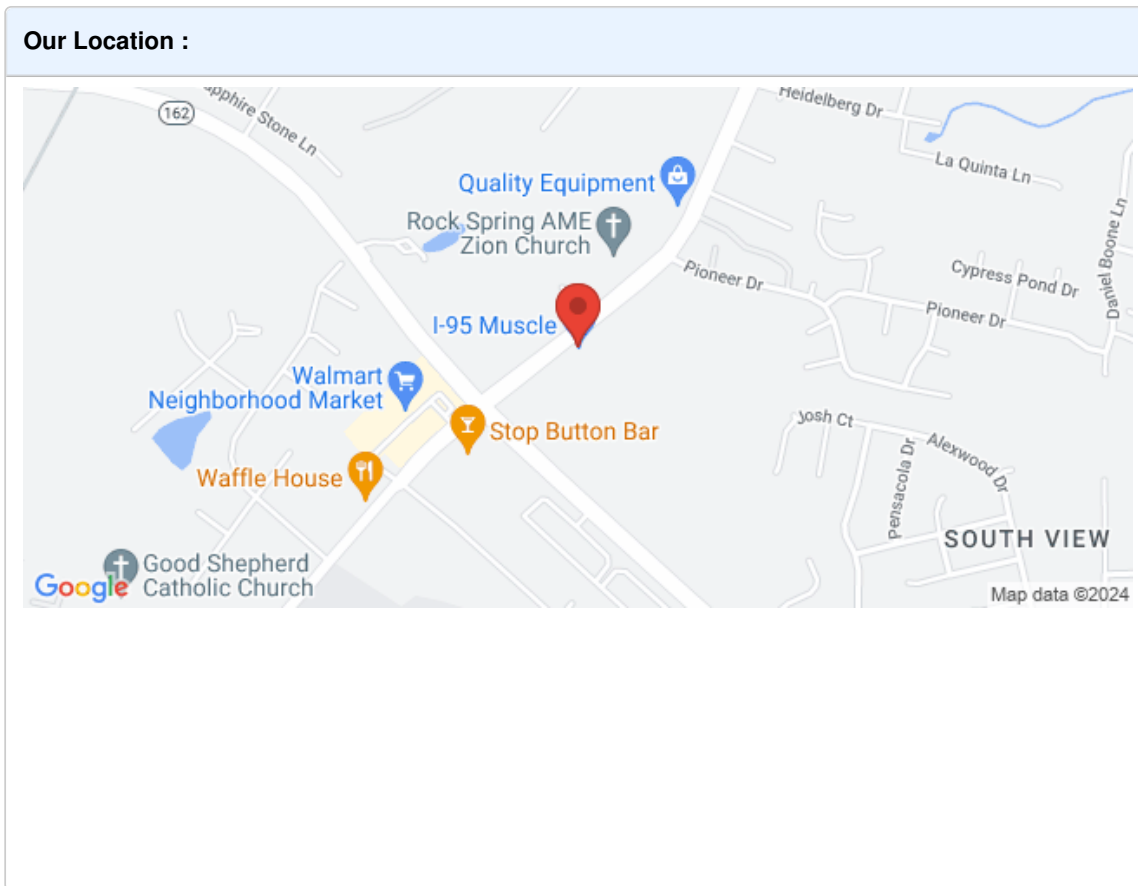 Our Location :
162
apphire Stone Ln
Heidelberg Dr
La Quinta Ln
Quality Equipment
Rock Spring AME
Zion Church
Daniel Boone Ln
Pioneer Dr
Cypress Pond Dr
Pioneer Dr
I-95 Muscle
Walmart
Neighborhood Market
Stop Button Bar
Josh Ct
Alexwood Dr
Pensacola Dr
Waffle House
SOUTH VIEW
Good Shepherd
Catholic Church
Google
Map data ©2024